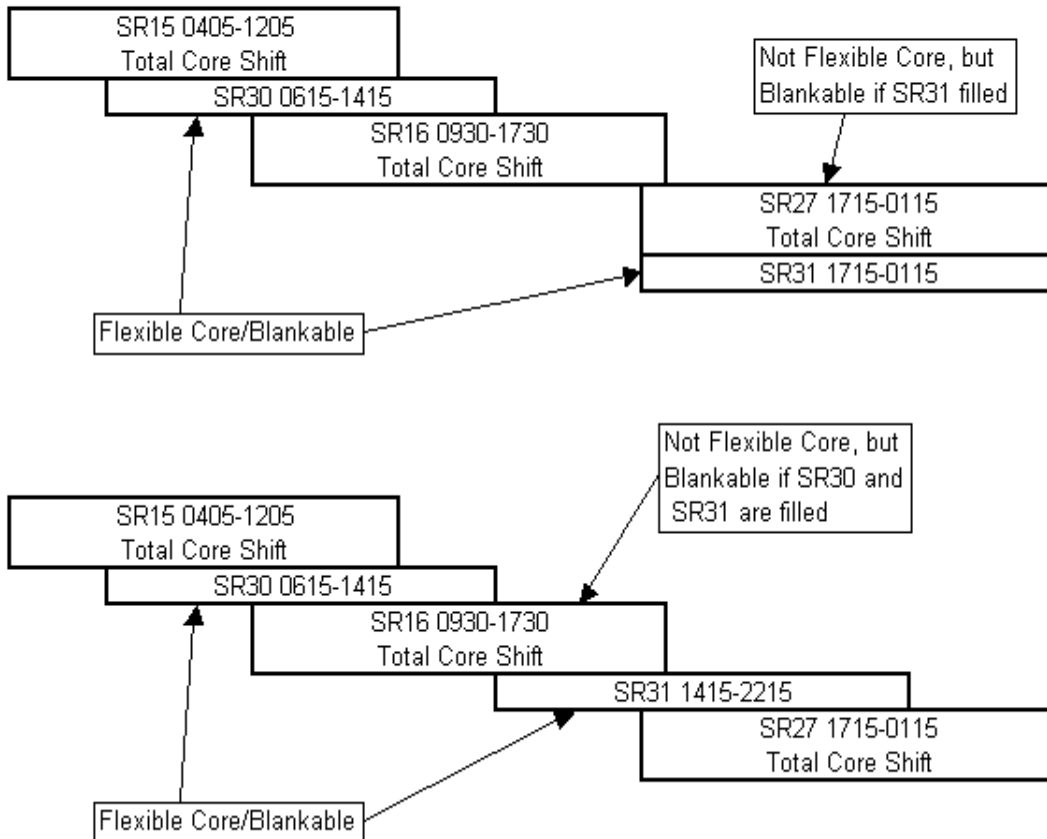 SR15 0405-1205
Total Core Shift
Not Flexible Core, but
Blankable if SR31 filled
SR30 0615-1415
SR16 0930-1730
Total Core Shift
SR27 1715-0115
Total Core Shift
SR31 1715-0115
Flexible Core/Blankable
Not Flexible Core, but
Blankable if SR30 and
SR31 are filled
SR15 0405-1205
Total Core Shift
SR30 0615-1415
SR16 0930-1730
Total Core Shift
SR31 1415-2215
SR27 1715-0115
Total Core Shift
Flexible Core/Blankable